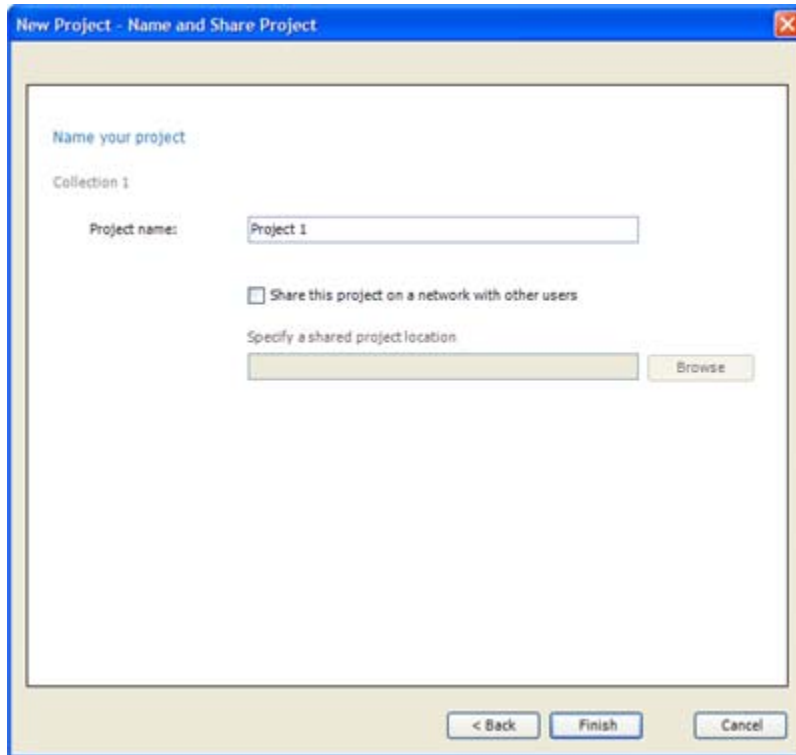 New Project - Name and Share Project
Name your project
Collection 1
Project name: Project 1
Share this project on a network with other users
Specify a shared project location
Browse
< Back Finish Cancel